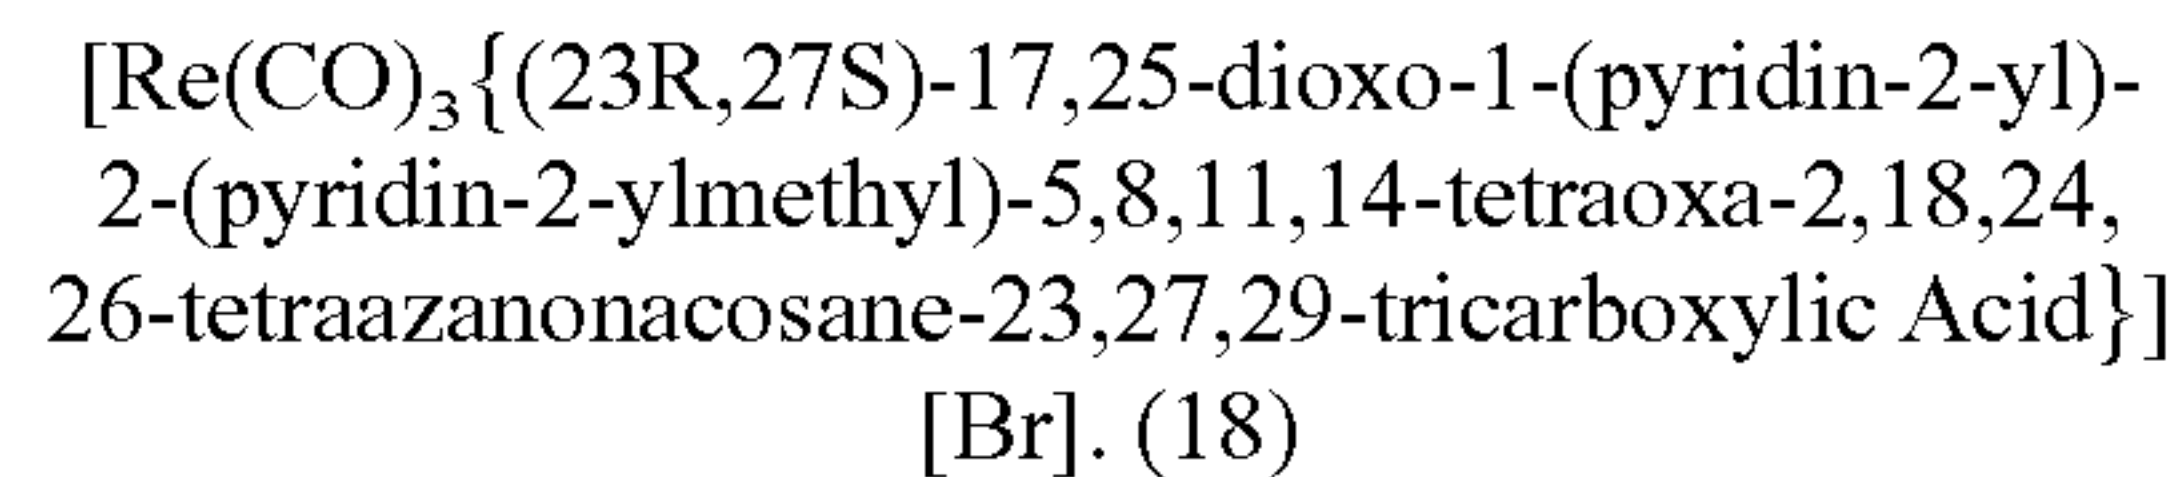 [Re(CO)₃{(23R,27S)-17,25-dioxo-1-(pyridin-2-yl)-
2-(pyridin-2-ylmethyl)-5,8,11,14-tetraoxa-2,18,24,
26-tetraazanonacosane-23,27,29-tricarboxylic Acid}]
[Br]. (18)